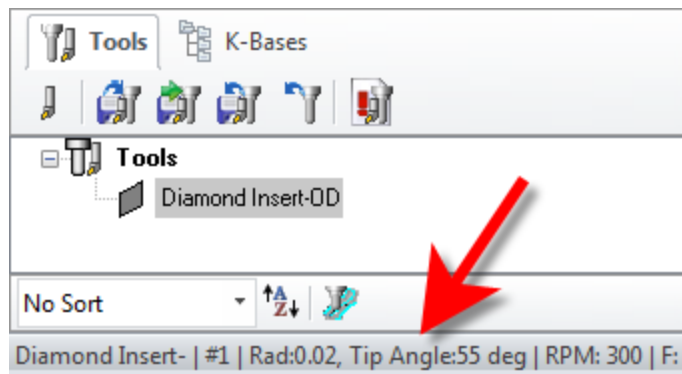 Tools K-Bases
Tools
Diamond Insert-OD
No Sort
Diamond Insert- | #1 | Rad:0.02, Tip Angle:55 deg | RPM: 300 | F: